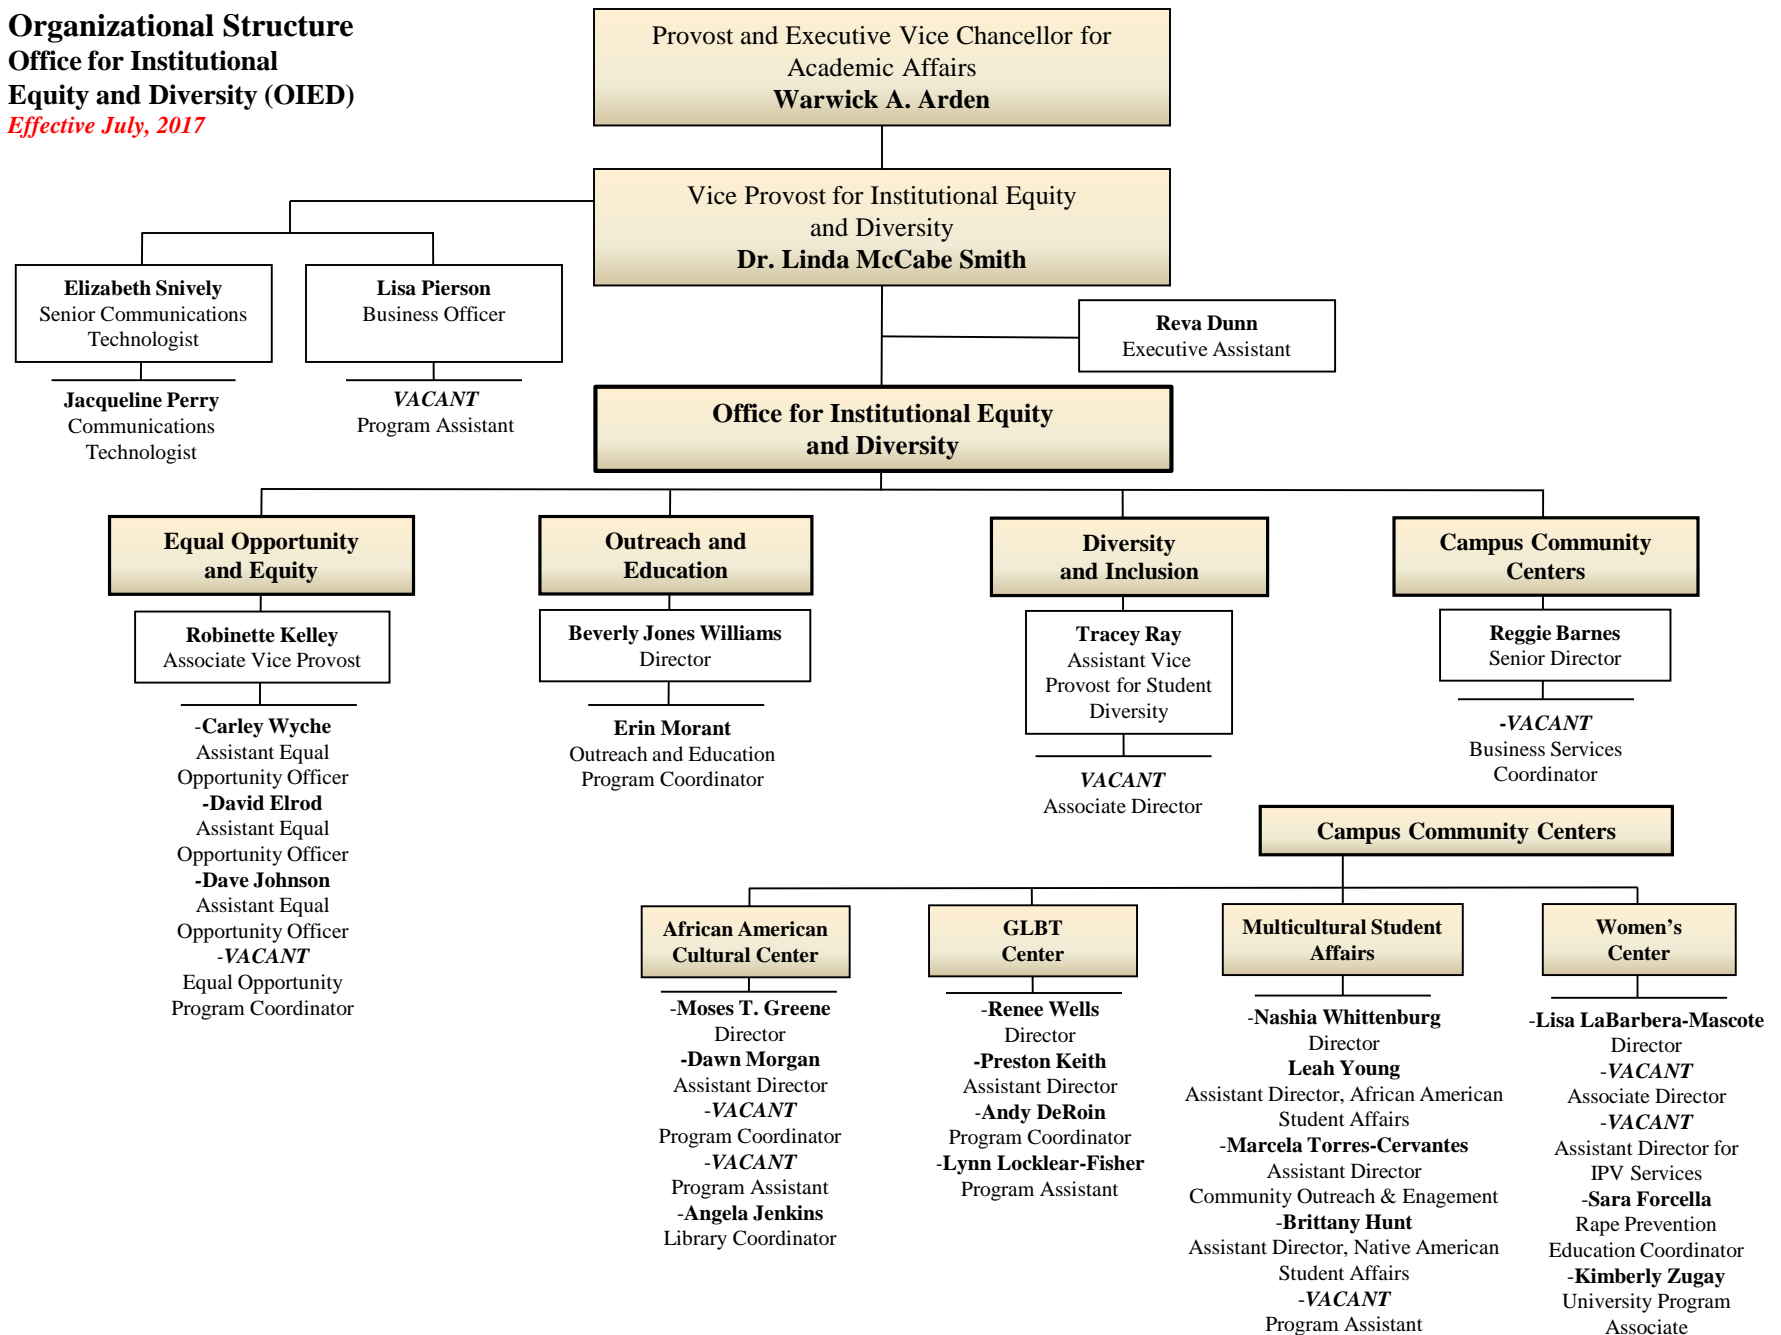 Organizational Structure
Office for Institutional
Equity and Diversity (OIED)
Effective July, 2017
Provost and Executive Vice Chancellor for
Academic Affairs
Warwick A. Arden
Vice Provost for Institutional Equity
and Diversity
Dr. Linda McCabe Smith
Elizabeth Snively
Senior Communications
Technologist
Jacqueline Perry
Communications
Technologist
Lisa Pierson
Business Officer
VACANT
Program Assistant
Reva Dunn
Executive Assistant
Office for Institutional Equity
and Diversity
Equal Opportunity
and Equity
Robinette Kelley
Associate Vice Provost
-Carley Wyche
Assistant Equal
Opportunity Officer
-David Elrod
Assistant Equal
Opportunity Officer
-Dave Johnson
Assistant Equal
Opportunity Officer
-VACANT
Equal Opportunity
Program Coordinator
Outreach and
Education
Beverly Jones Williams
Director
Erin Morant
Outreach and Education
Program Coordinator
Diversity
and Inclusion
Tracey Ray
Assistant Vice
Provost for Student
Diversity
VACANT
Associate Director
Campus Community
Centers
Reggie Barnes
Senior Director
-VACANT
Business Services
Coordinator
Campus Community Centers
African American
Cultural Center
-Moses T. Greene
Director
-Dawn Morgan
Assistant Director
-VACANT
Program Coordinator
-VACANT
Program Assistant
-Angela Jenkins
Library Coordinator
GLBT
Center
-Renee Wells
Director
-Preston Keith
Assistant Director
-Andy DeRoin
Program Coordinator
-Lynn Locklear-Fisher
Program Assistant
Multicultural Student
Affairs
-Nashia Whittenburg
Director
Leah Young
Assistant Director, African American
Student Affairs
-Marcela Torres-Cervantes
Assistant Director
Community Outreach & Enagement
-Brittany Hunt
Assistant Director, Native American
Student Affairs
-VACANT
Program Assistant
Women's
Center
-Lisa LaBarbera-Mascote
Director
-VACANT
Associate Director
-VACANT
Assistant Director for
IPV Services
-Sara Forcella
Rape Prevention
Education Coordinator
-Kimberly Zugay
University Program
Associate